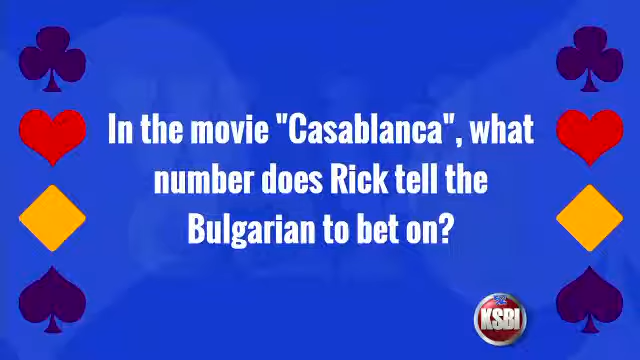 In the movie "Casablanca", what
number does Rick tell the
Bulgarian to bet on?
KSBI